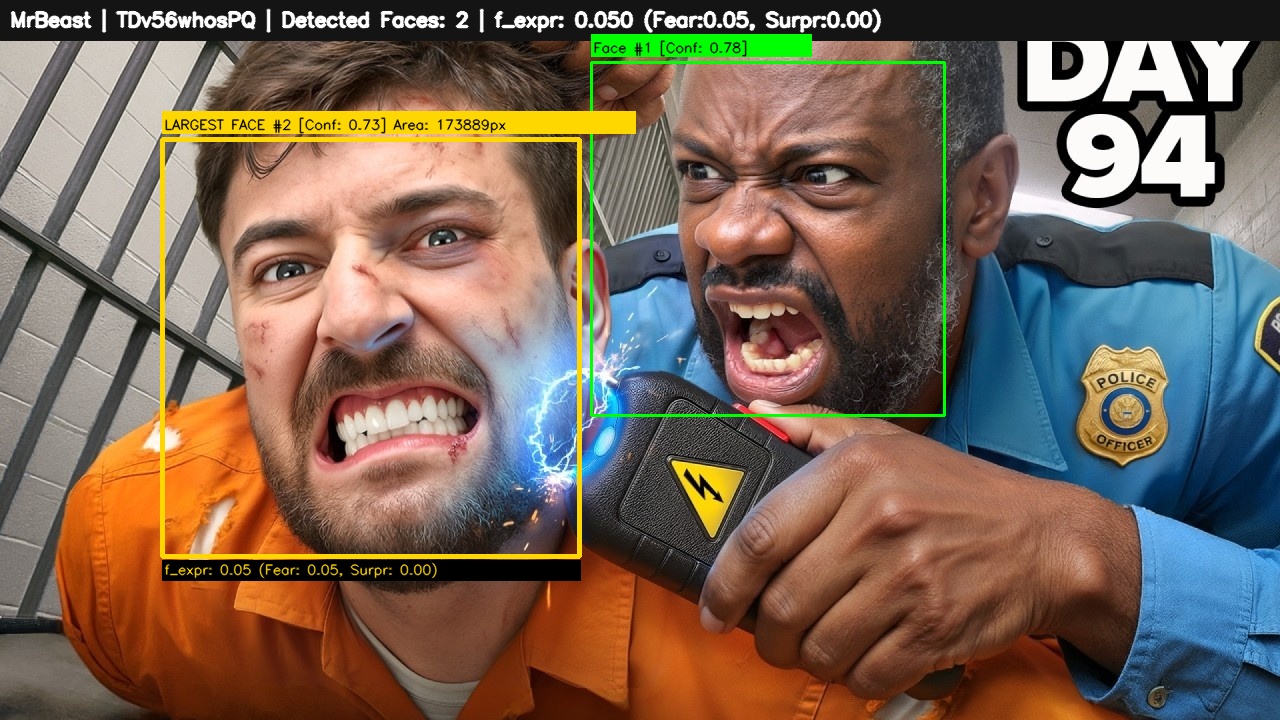 MrBeast | TDv56whosPQ | Detected Faces: 2 | f_expr: 0.050 (Fear:0.05, Surpr:0.00)
Face #1 [Conf: 0.78]
DAY
94
LARGEST FACE #2 [Conf: 0.73] Area: 173889px
POLICE
OFFICER
f_expr: 0.05 (Fear: 0.05, Surpr: 0.00)